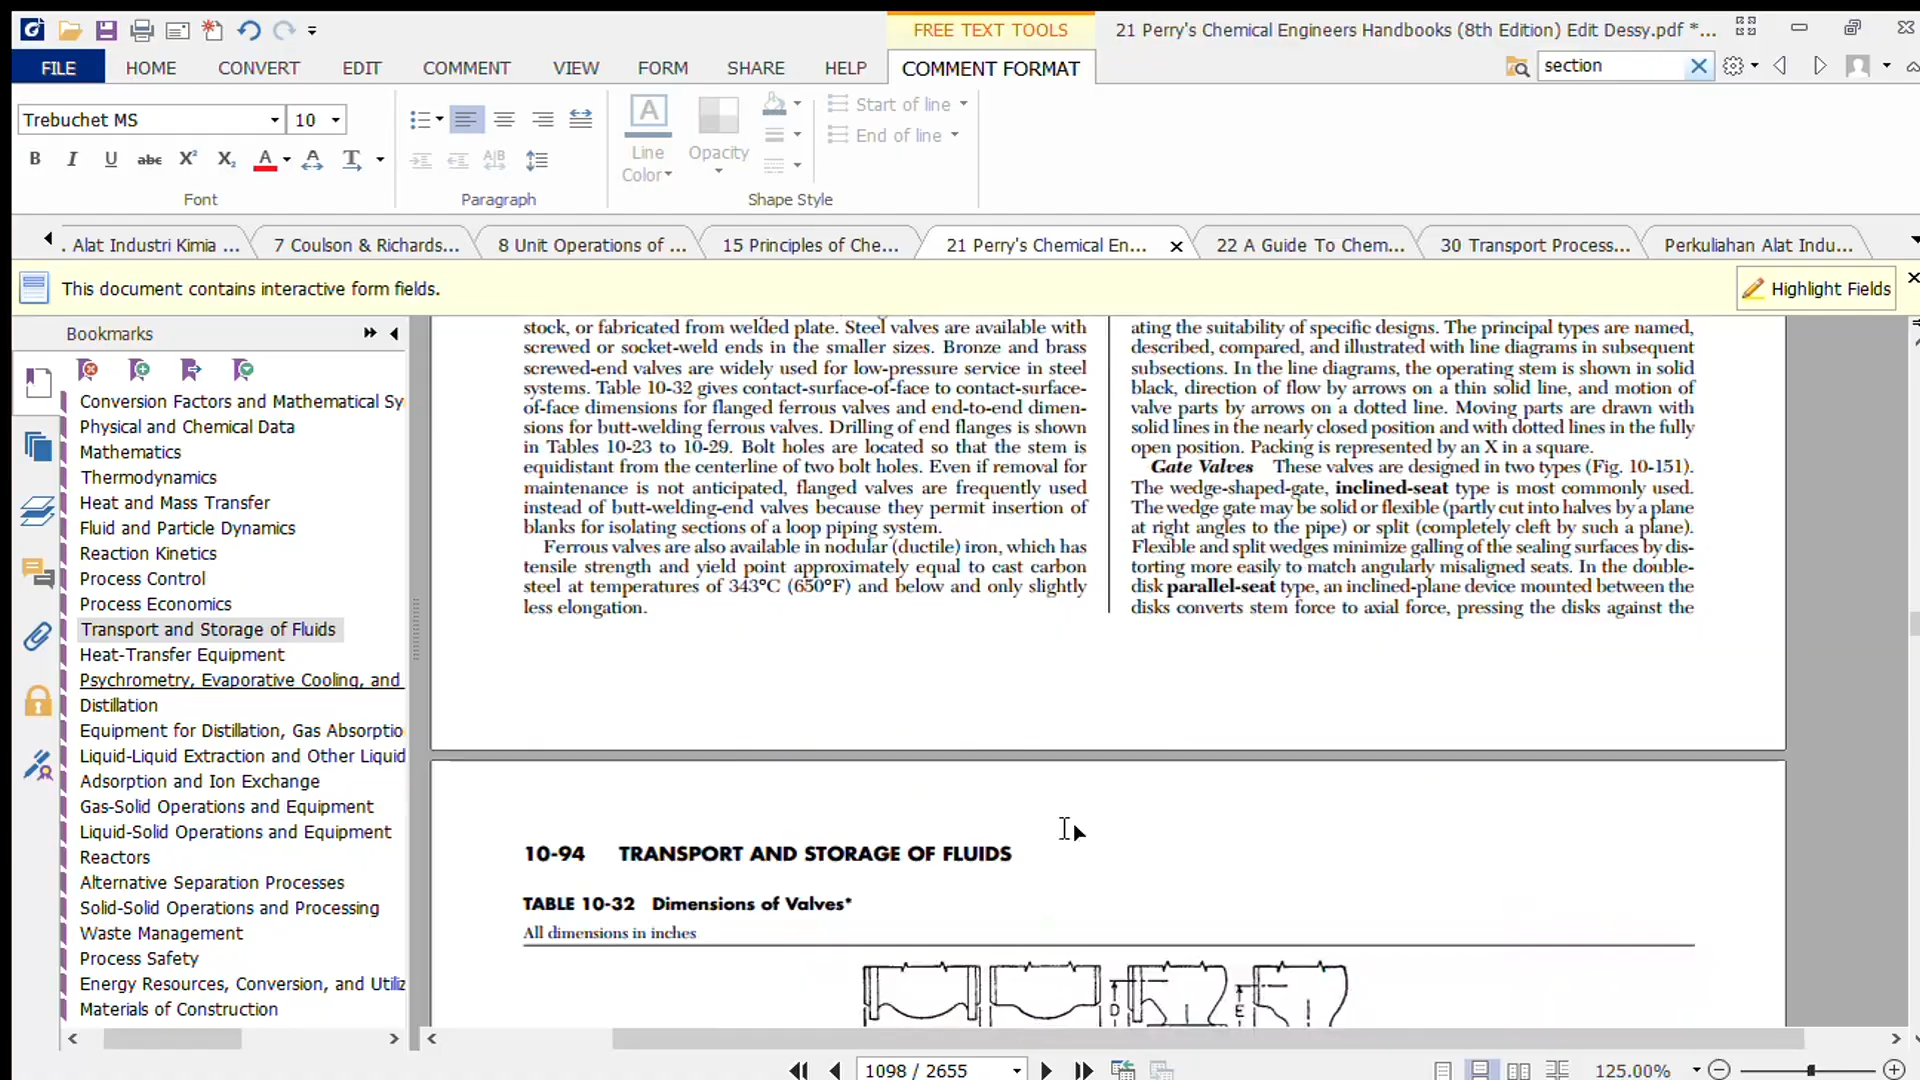 FREE TEXT TOOLS
21 Perry's Chemical Engineers Handbooks (8th Edition) Edit Dessy.pdf *...
FILE HOME CONVERT EDIT COMMENT VIEW FORM SHARE HELP COMMENT FORMAT section
Trebuchet MS 10
B I U abc X² X₂ A A T
A|B
Line Color
Opacity
Start of line
End of line
Font Paragraph Shape Style
. Alat Industri Kimia ... 7 Coulson & Richards... 8 Unit Operations of ... 15 Principles of Che... 21 Perry's Chemical En... 22 A Guide To Chem... 30 Transport Process... Perkuliahan Alat Indu...
This document contains interactive form fields. Highlight Fields
Bookmarks
Conversion Factors and Mathematical Sy
Physical and Chemical Data
Mathematics
Thermodynamics
Heat and Mass Transfer
Fluid and Particle Dynamics
Reaction Kinetics
Process Control
Process Economics
Transport and Storage of Fluids
Heat-Transfer Equipment
Psychrometry, Evaporative Cooling, and
Distillation
Equipment for Distillation, Gas Absorptio
Liquid-Liquid Extraction and Other Liquid
Adsorption and Ion Exchange
Gas-Solid Operations and Equipment
Liquid-Solid Operations and Equipment
Reactors
Alternative Separation Processes
Solid-Solid Operations and Processing
Waste Management
Process Safety
Energy Resources, Conversion, and Utiliz
Materials of Construction
stock, or fabricated from welded plate. Steel valves are available with
screwed or socket-weld ends in the smaller sizes. Bronze and brass
screwed-end valves are widely used for low-pressure service in steel
systems. Table 10-32 gives contact-surface-of-face to contact-surface-
of-face dimensions for flanged ferrous valves and end-to-end dimen-
sions for butt-welding ferrous valves. Drilling of end flanges is shown
in Tables 10-23 to 10-29. Bolt holes are located so that the stem is
equidistant from the centerline of two bolt holes. Even if removal for
maintenance is not anticipated, flanged valves are frequently used
instead of butt-welding-end valves because they permit insertion of
blanks for isolating sections of a loop piping system.
Ferrous valves are also available in nodular (ductile) iron, which has
tensile strength and yield point approximately equal to cast carbon
steel at temperatures of 343°C (650°F) and below and only slightly
less elongation.
ating the suitability of specific designs. The principal types are named,
described, compared, and illustrated with line diagrams in subsequent
subsections. In the line diagrams, the operating stem is shown in solid
black, direction of flow by arrows on a thin solid line, and motion of
valve parts by arrows on a dotted line. Moving parts are drawn with
solid lines in the nearly closed position and with dotted lines in the fully
open position. Packing is represented by an X in a square.
Gate Valves These valves are designed in two types (Fig. 10-151).
The wedge-shaped-gate, inclined-seat type is most commonly used.
The wedge gate may be solid or flexible (partly cut into halves by a plane
at right angles to the pipe) or split (completely cleft by such a plane).
Flexible and split wedges minimize galling of the sealing surfaces by dis-
torting more easily to match angularly misaligned seats. In the double-
disk parallel-seat type, an inclined-plane device mounted between the
disks converts stem force to axial force, pressing the disks against the
10-94 TRANSPORT AND STORAGE OF FLUIDS
TABLE 10-32 Dimensions of Valves*
All dimensions in inches
D E
1098 / 2655
125.00%